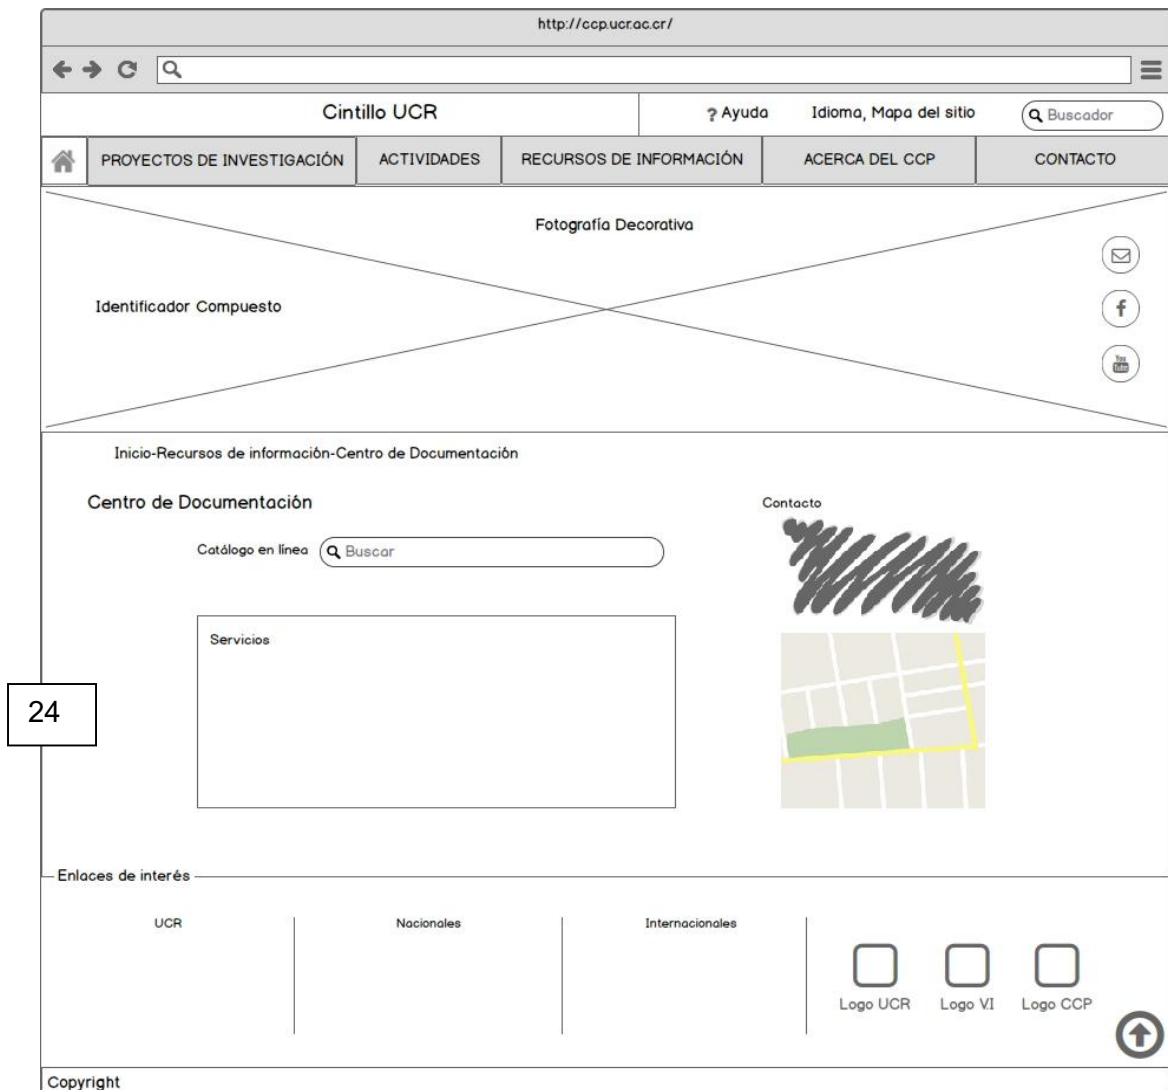 http://ccp.ucr.ac.cr/
Cintillo UCR
? Ayuda
Idioma, Mapa del sitio
Buscador
PROYECTOS DE INVESTIGACIÓN
ACTIVIDADES
RECURSOS DE INFORMACIÓN
ACERCA DEL CCP
CONTACTO
Fotografía Decorativa
Identificador Compuesto
f
You Tube
Inicio-Recursos de información-Centro de Documentación
Centro de Documentación
Contacto
Catálogo en línea
Buscar
Servicios
24
Enlaces de interés
UCR
Nacionales
Internacionales
Logo UCR
Logo V.I
Logo CCP
Copyright